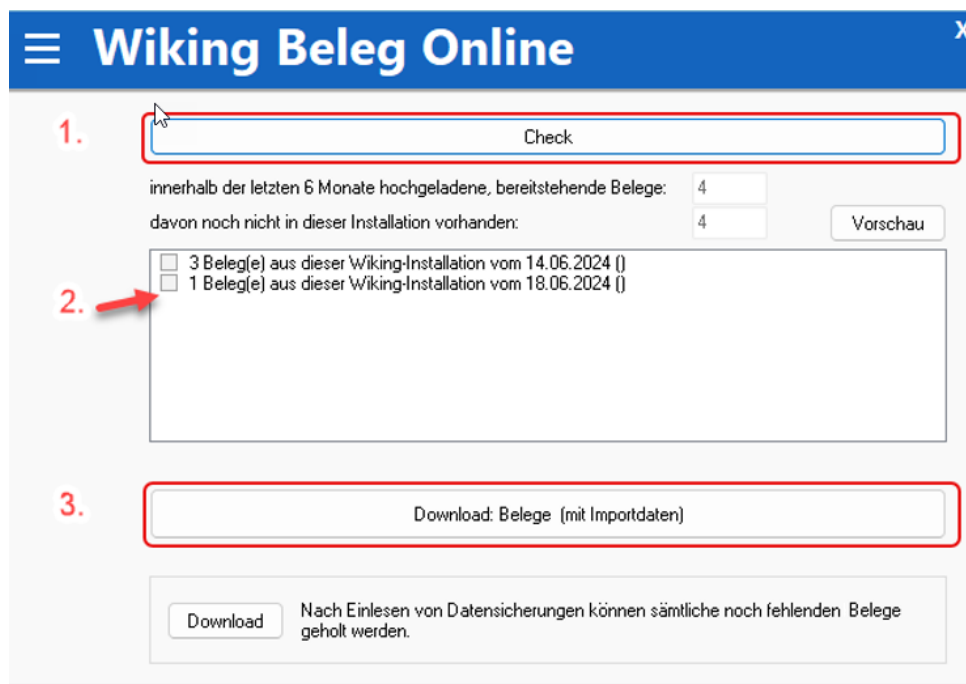 Wiking Beleg Online
X
1.
Check
innerhalb der letzten 6 Monate hochgeladene, bereitstehende Belege: 4
davon noch nicht in dieser Installation vorhanden: 4
Vorschau
3 Beleg(e) aus dieser Wiking-Installation vom 14.06.2024 ()
1 Beleg(e) aus dieser Wiking-Installation vom 18.06.2024 ()
2.
3.
Download: Belege (mit Importdaten)
Download
Nach Einlesen von Datensicherungen können sämtliche noch fehlenden Belege
geholt werden.